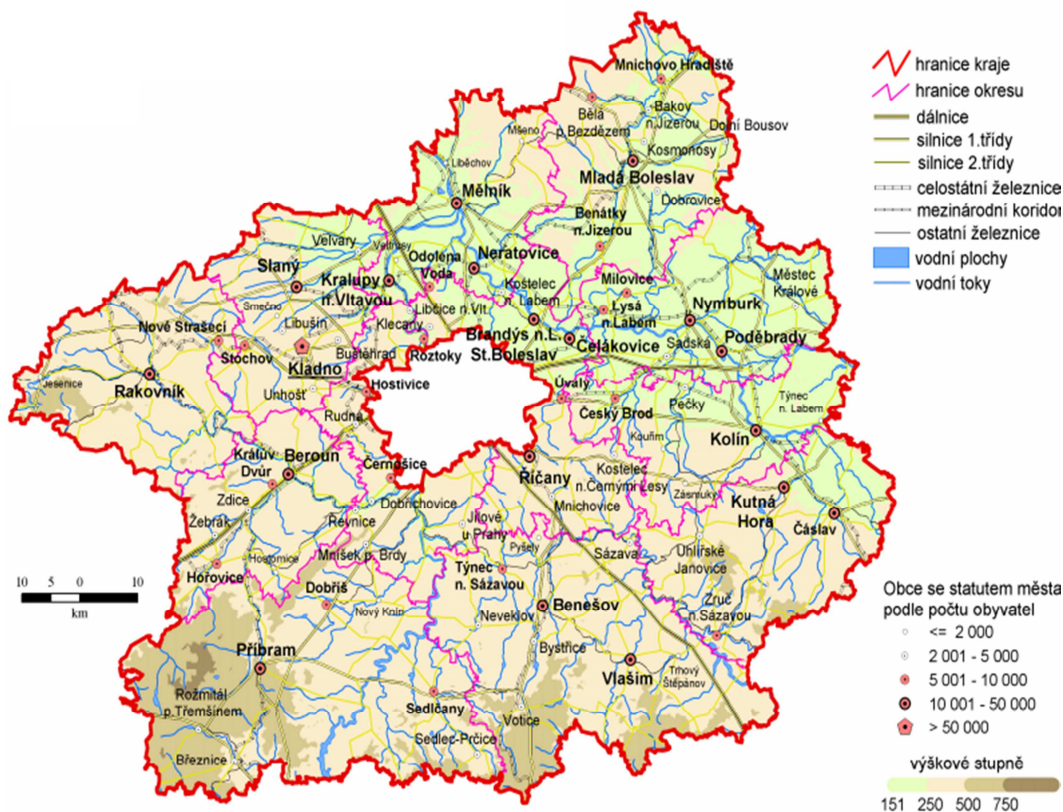 Mnichovo Hradiště
Bělá
p.Bezdězem
Bakov
n.Jizerou
Dolní Bousov
Mšeno
Kosmonosy
Liběchov
Mladá Boleslav
Mělník
Dobrovice
Benátky
n.Jizerou
Velvary
Veltrusy
Odolena
Voda
Neratovice
Slaný
Kralupy
n.Vltavou
Kostelec
n. Labem
Milovice
Městec
Králové
Smečno
Libčice n.Vlt.
Lysá
n.Labem
Nymburk
Libušín
Klecany
Nové Strašecí
Brandýs n.L.
St.Boleslav
Čelákovice
Sadská
Poděbrady
Stochov
Buštěhrad
Roztoky
Kladno
Jesenice
Rakovník
Hostivice
Unhošť
Úvaly
Pečky
Týnec
n. Labem
Rudná
Český Brod
Kolín
Kouřim
Králův
Dvůr
Beroun
Černošice
Říčany
Kostelec
n.Černými Lesy
Zásmuky
Kutná
Hora
Zdice
Dobřichovice
Mnichovice
Čáslav
Žebrák
Řevnice
Jílové
u Prahy
Pyšely
Hostomice
Mníšek p. Brdy
Sázava
Uhlířské
Janovice
Hořovice
Týnec
n. Sázavou
Dobříš
Nový Knín
Neveklov
Benešov
Zruč
n.Sázavou
Příbram
Bystřice
Vlašim
Trhový
Štěpánov
Rožmitál
p.Třemšínem
Sedlčany
Votice
Březnice
Sedlec-Prčice
hranice kraje
hranice okresu
dálnice
silnice 1.třídy
silnice 2.třídy
celostátní železnice
mezinárodní koridor
ostatní železnice
vodní plochy
vodní toky
10 5 0 10
km
Obce se statutem města
podle počtu obyvatel
<= 2 000
2 001 - 5 000
5 001 - 10 000
10 001 - 50 000
> 50 000
výškové stupně
151 250 500 750